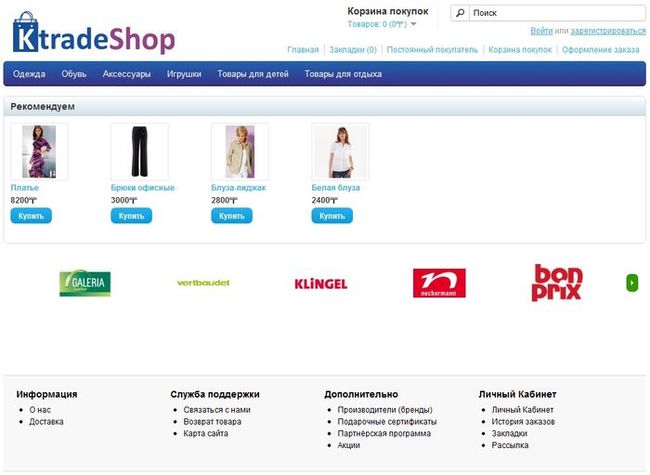 KtradeShop
Корзина покупок
Товаров: 0 (0₸)
Поиск
Войти или зарегистрироваться
Главная Закладки (0) Постоянный покупатель Корзина покупок Оформление заказа
Одежда Обувь Аксессуары Игрушки Товары для детей Товары для отдыха
Рекомендуем
Платье Брюки офисные Блуза-пиджак Белая блуза
8200₸ 3000₸ 2800₸ 2400₸
Купить Купить Купить Купить
GALERIA vertbaudet KLiNGEL neckermann bon prix
Информация Служба поддержки Дополнительно Личный Кабинет
О нас Связаться с нами Производители (бренды) Личный Кабинет
Доставка Возврат товара Подарочные сертификаты История заказов
Карта сайта Партнёрская программа Закладки
Акции Рассылка